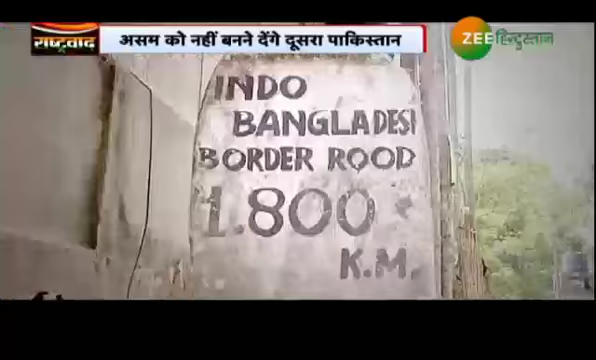 राष्ट्रवाद
असम को नहीं बनने देंगे दूसरा पाकिस्तान
ZEE हिन्दुस्तान
INDO
BANGLADESI
BORDER ROOD
1.800
K.M.